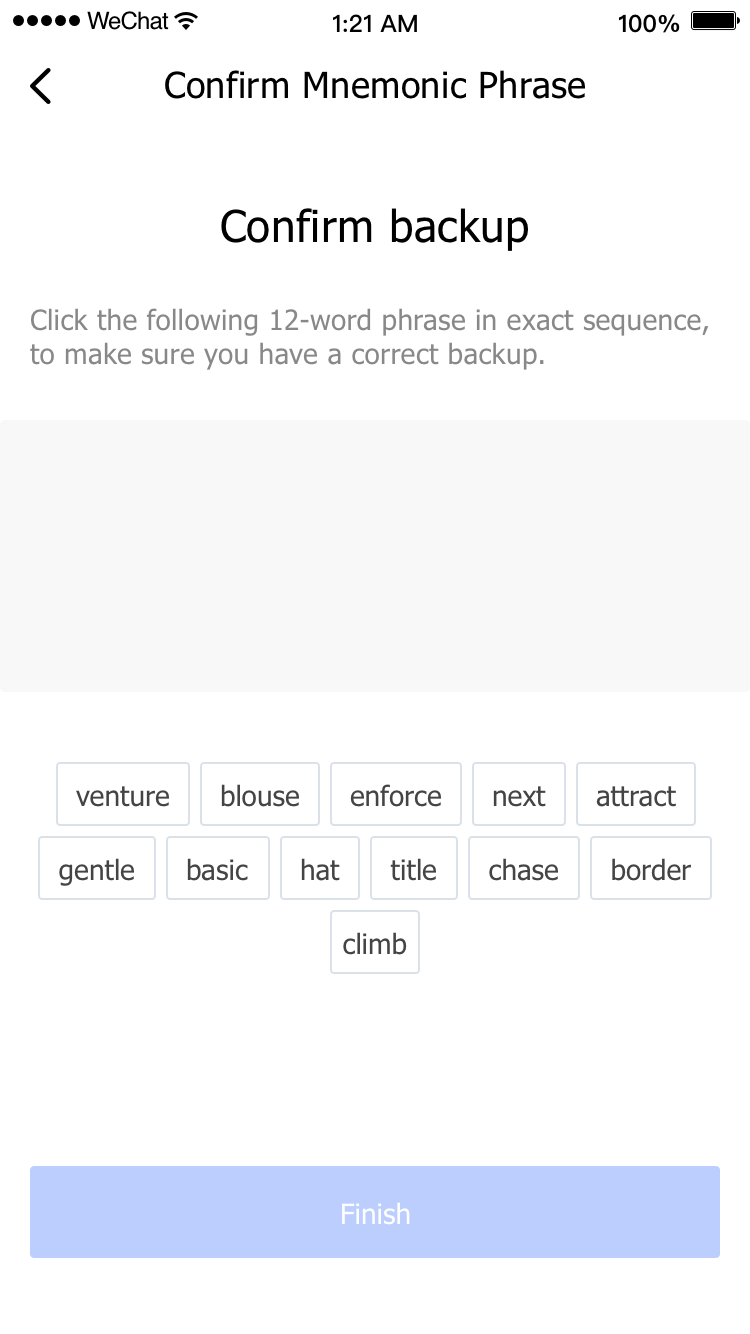 WeChat 1:21 AM 100%
Confirm Mnemonic Phrase
Confirm backup
Click the following 12-word phrase in exact sequence,
to make sure you have a correct backup.
venture blouse enforce next attract
gentle basic hat title chase border
climb
Finish